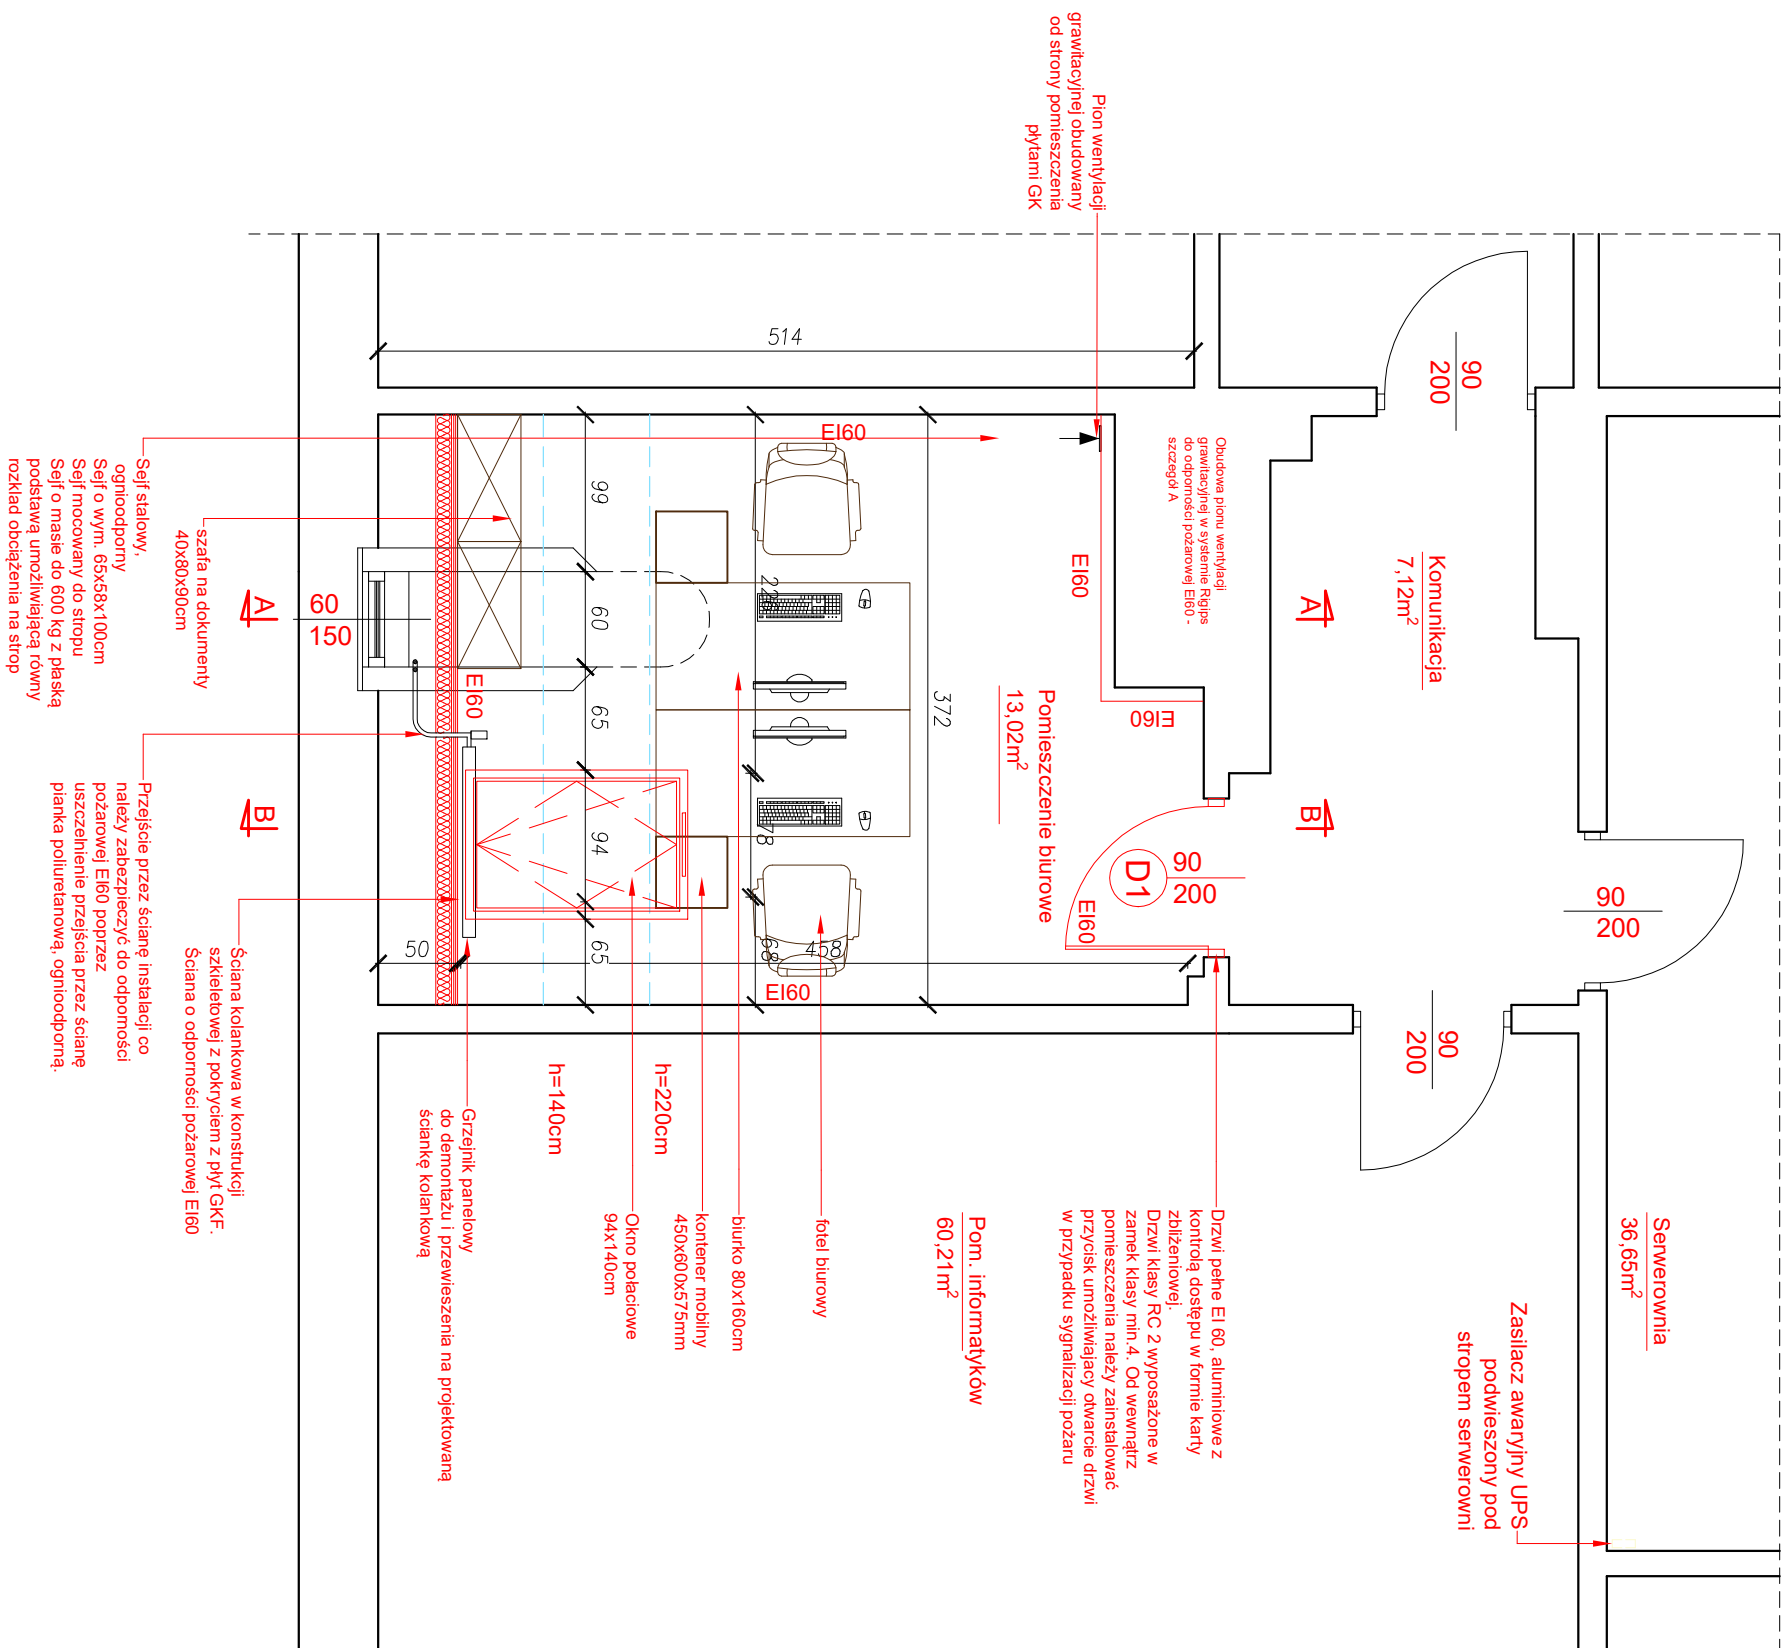 Serwerownia
36,65m²
Zasilacz awaryjny UPS
podwieszony pod
stropem serwerowni
90
200
90
200
90
200
Komunikacja
7,12m²
A
B
Obudowa pionu wentylacji
grawitacyjnej w systemie Rigips
do odporności pożarowej EI60 -
szczegół A
90
200
D1
EI60
EI60
EI60
Pion wentylacji
grawitacyjnej obudowany
od strony pomieszczenia
płytami GK
Drzwi pełne EI 60, aluminiowe z
kontrolą dostępu w formie karty
zbliżeniowej.
Drzwi klasy RC 2 wyposażone w
zamek klasy min.4. Od wewnątrz
pomieszczenia należy zainstalować
przycisk umożliwiajacy otwarcie drzwi
w przypadku sygnalizacji pożaru
Pomieszczenie biurowe
13,02m²
Pom. informatyków
60,21m²
514
372
EI60
EI60
458
68
78
fotel biurowy
biurko 80x160cm
kontener mobilny
450x600x575mm
Okno połaciowe
94x140cm
h=220cm
h=140cm
99
60
65
94
65
50
EI60
Grzejnik panelowy
do demontażu i przewieszenia na projektowaną
ściankę kolankową
60
150
A
B
Ściana kolankowa w konstrukcji
szkieletowej z pokryciem z płyt GKF.
Ściana o odporności pożarowej EI60
szafa na dokumenty
40x80x90cm
Przejście przez ścianę instalacji co
należy zabezpieczyć do odporności
pożarowej EI60 poprzez
uszczelnienie przejścia przez ścianę
pianka poliuretanową, ognioodporną.
Sejf stalowy,
ognioodporny
Sejf o wym. 65x58x100cm
Sejf mocowany do stropu
Sejf o masie do 600 kg z płaską
podstawą umożliwiającą równy
rozkład obciążenia na strop